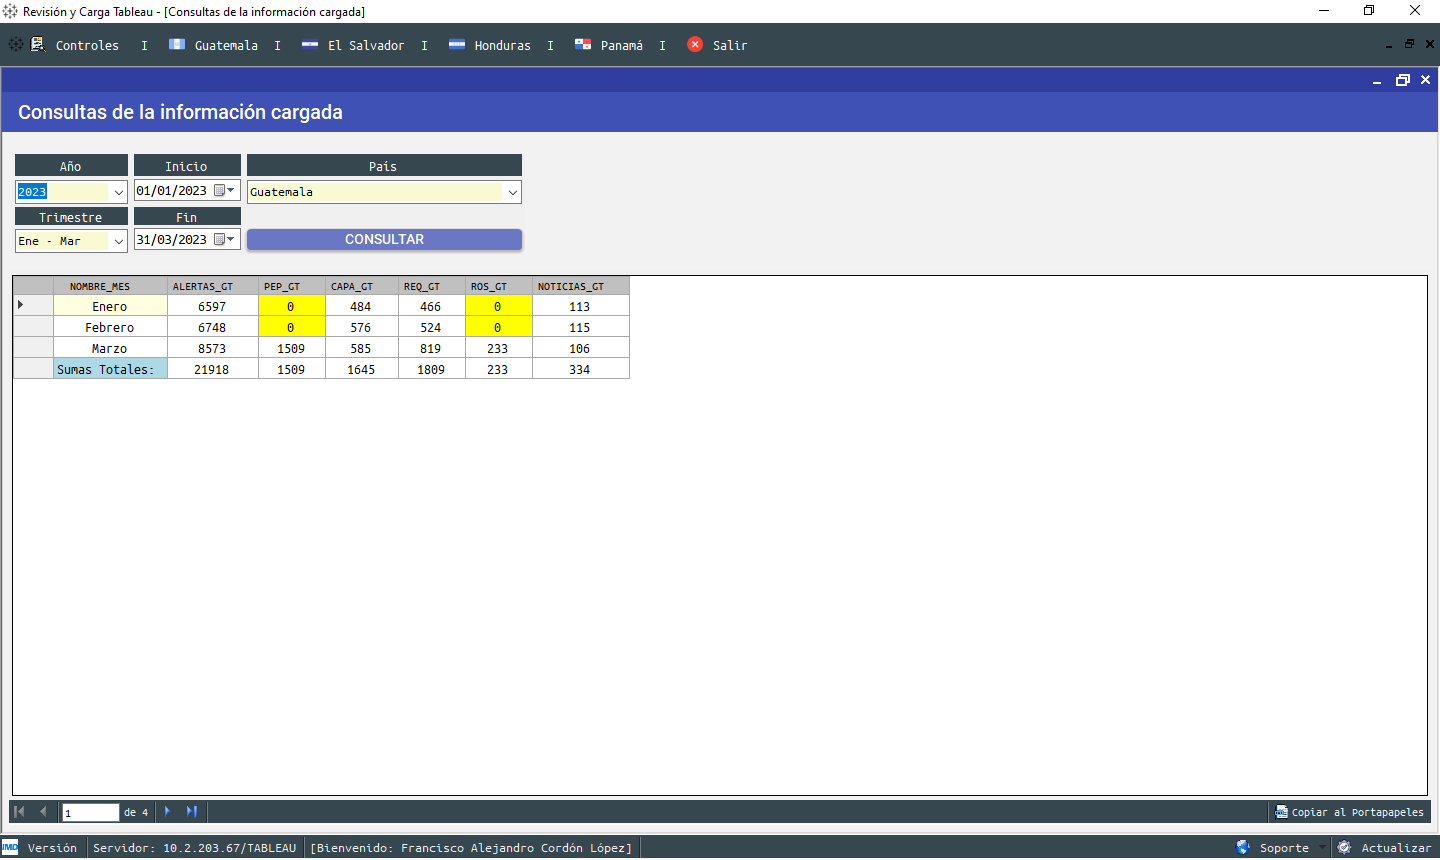 Revisión y Carga Tableau - [Consultas de la información cargada]
Controles I Guatemala I El Salvador I Honduras I Panamá I Salir
Consultas de la información cargada
Año Inicio País
2023 01/01/2023 Guatemala
Trimestre Fin
Ene - Mar 31/03/2023 CONSULTAR
NOMBRE_MES ALERTAS_GT PEP_GT CAPA_GT REQ_GT ROS_GT NOTICIAS_GT
Enero 6597 0 484 466 0 113
Febrero 6748 0 576 524 0 115
Marzo 8573 1509 585 819 233 106
Sumas Totales: 21918 1509 1645 1809 233 334
1 de 4 Copiar al Portapapeles
IMD Versión Servidor: 10.2.203.67/TABLEAU [Bienvenido: Francisco Alejandro Cordón López] Soporte Actualizar